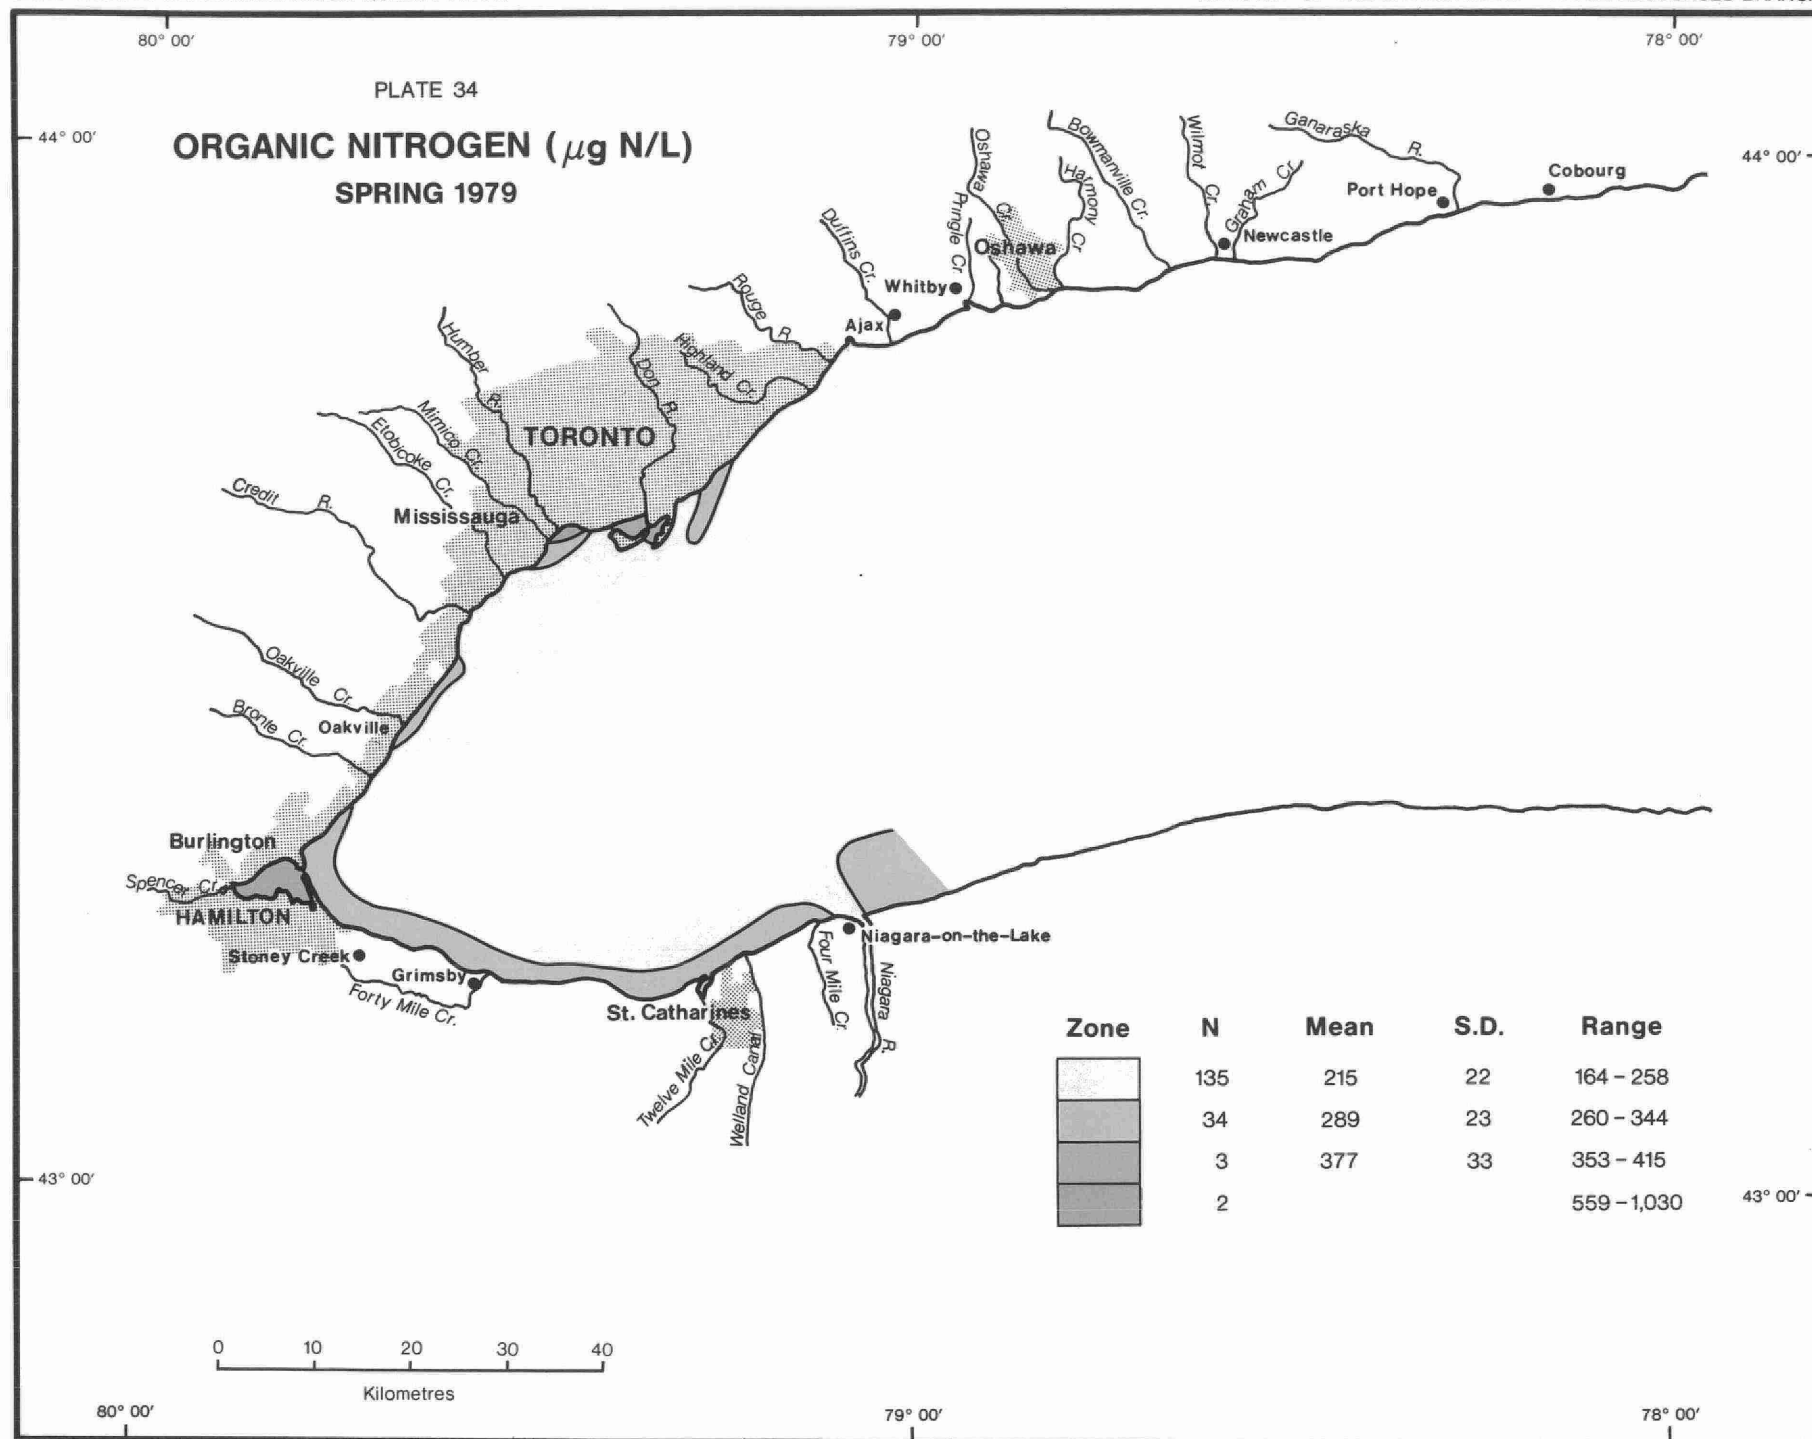 80° 00′
79° 00′
78° 00′
PLATE 34
44° 00′
ORGANIC NITROGEN (μg N/L)
SPRING 1979
44° 00′
Ganaraska R.
Cobourg
Port Hope
Wilmot Cr.
Graham Cr.
Newcastle
Bowmanville Cr.
Harmony Cr.
Oshawa Cr.
Oshawa
Pringle Cr.
Whitby
Duffins Cr.
Ajax
Rouge R.
Highland Cr.
Don R.
Humber R.
TORONTO
Mimico Cr.
Etobicoke Cr.
Mississauga
Credit R.
Oakville Cr.
Oakville
Bronte Cr.
Burlington
Spencer Cr.
HAMILTON
Stoney Creek
Grimsby
Forty Mile Cr.
St. Catharines
Twelve Mile Cr.
Welland Canal
Four Mile Cr.
Niagara-on-the-Lake
Niagara R.
Zone N Mean S.D. Range
135 215 22 164 – 258
34 289 23 260 – 344
3 377 33 353 – 415
2 559 – 1,030
43° 00′
43° 00′
0 10 20 30 40
Kilometres
80° 00′
79° 00′
78° 00′